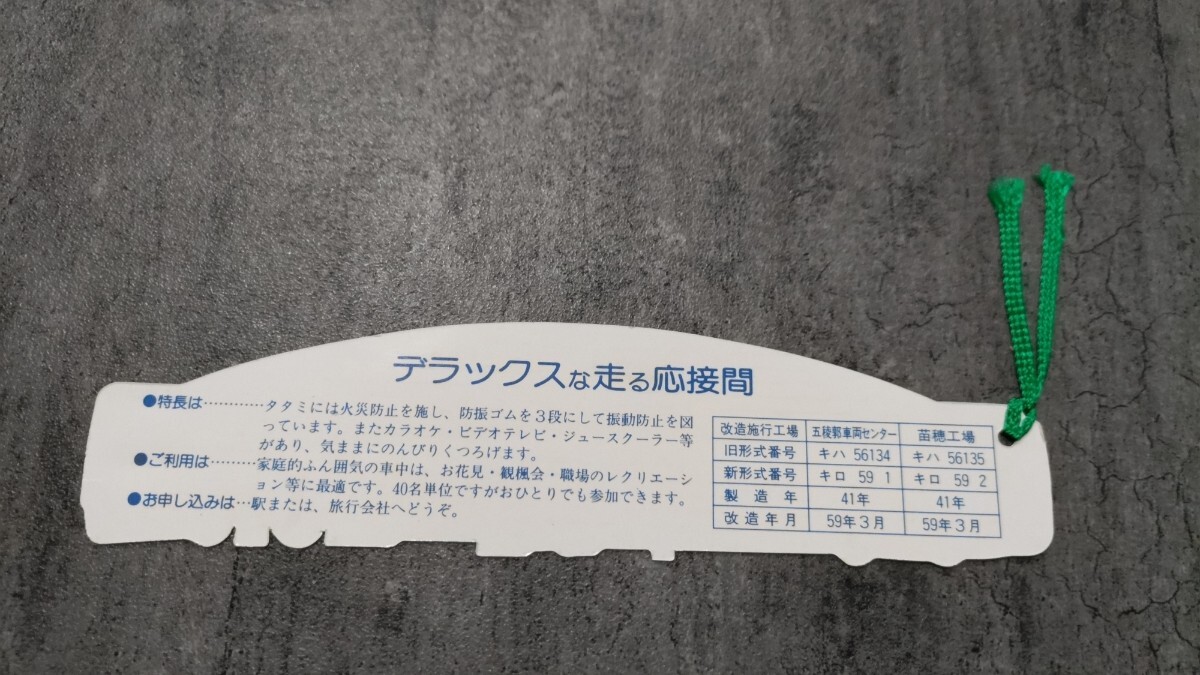 デラックスな走る応接間
●特長は…………タタミには火災防止を施し、防振ゴムを3段にして振動防止を図
っています。またカラオケ・ビデオテレビ・ジュースクーラー等
があり、気ままにのんびりくつろげます。
●ご利用は………家庭的ふん囲気の車中は、お花見・観楓会・職場のレクリエーシ
ョン等に最適です。40名単位ですがおひとりでも参加できます。
●お申し込みは…駅または、旅行会社へどうぞ。
改造施行工場 五稜郭車両センター 苗穂工場
旧形式番号 キハ 56134 キハ 56135
新形式番号 キロ 59 1 キロ 59 2
製造年 41年 41年
改造年月 59年3月 59年3月